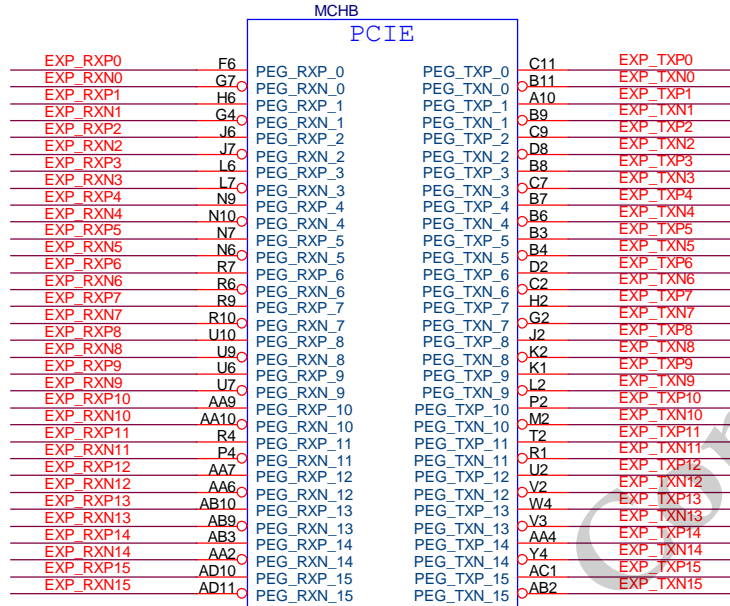 MCHB
PCIE
EXP_RXP0 F6 PEG_RXP_0 PEG_TXP_0 C11 EXP_TXP0
EXP_RXN0 G7 PEG_RXN_0 PEG_TXN_0 B11 EXP_TXN0
EXP_RXP1 H6 PEG_RXP_1 PEG_TXP_1 A10 EXP_TXP1
EXP_RXN1 G4 PEG_RXN_1 PEG_TXN_1 B9 EXP_TXN1
EXP_RXP2 J6 PEG_RXP_2 PEG_TXP_2 C9 EXP_TXP2
EXP_RXN2 J7 PEG_RXN_2 PEG_TXN_2 D8 EXP_TXN2
EXP_RXP3 L6 PEG_RXP_3 PEG_TXP_3 B8 EXP_TXP3
EXP_RXN3 L7 PEG_RXN_3 PEG_TXN_3 C7 EXP_TXN3
EXP_RXP4 N9 PEG_RXP_4 PEG_TXP_4 B7 EXP_TXP4
EXP_RXN4 N10 PEG_RXN_4 PEG_TXN_4 B6 EXP_TXN4
EXP_RXP5 N7 PEG_RXP_5 PEG_TXP_5 B3 EXP_TXP5
EXP_RXN5 N6 PEG_RXN_5 PEG_TXN_5 B4 EXP_TXN5
EXP_RXP6 R7 PEG_RXP_6 PEG_TXP_6 D2 EXP_TXP6
EXP_RXN6 R6 PEG_RXN_6 PEG_TXN_6 C2 EXP_TXN6
EXP_RXP7 R9 PEG_RXP_7 PEG_TXP_7 H2 EXP_TXP7
EXP_RXN7 R10 PEG_RXN_7 PEG_TXN_7 G2 EXP_TXN7
EXP_RXP8 U10 PEG_RXP_8 PEG_TXP_8 J2 EXP_TXP8
EXP_RXN8 U9 PEG_RXN_8 PEG_TXN_8 K2 EXP_TXN8
EXP_RXP9 U6 PEG_RXP_9 PEG_TXP_9 K1 EXP_TXP9
EXP_RXN9 U7 PEG_RXN_9 PEG_TXN_9 L2 EXP_TXN9
EXP_RXP10 AA9 PEG_RXP_10 PEG_TXP_10 P2 EXP_TXP10
EXP_RXN10 AA10 PEG_RXN_10 PEG_TXN_10 M2 EXP_TXN10
EXP_RXP11 R4 PEG_RXP_11 PEG_TXP_11 T2 EXP_TXP11
EXP_RXN11 P4 PEG_RXN_11 PEG_TXN_11 R1 EXP_TXN11
EXP_RXP12 AA7 PEG_RXP_12 PEG_TXP_12 U2 EXP_TXP12
EXP_RXN12 AA6 PEG_RXN_12 PEG_TXN_12 V2 EXP_TXN12
EXP_RXP13 AB10 PEG_RXP_13 PEG_TXP_13 W4 EXP_TXP13
EXP_RXN13 AB9 PEG_RXN_13 PEG_TXN_13 V3 EXP_TXN13
EXP_RXP14 AB3 PEG_RXP_14 PEG_TXP_14 AA4 EXP_TXP14
EXP_RXN14 AA2 PEG_RXN_14 PEG_TXN_14 Y4 EXP_TXN14
EXP_RXP15 AD10 PEG_RXP_15 PEG_TXP_15 AC1 EXP_TXP15
EXP_RXN15 AD11 PEG_RXN_15 PEG_TXN_15 AB2 EXP_TXN15